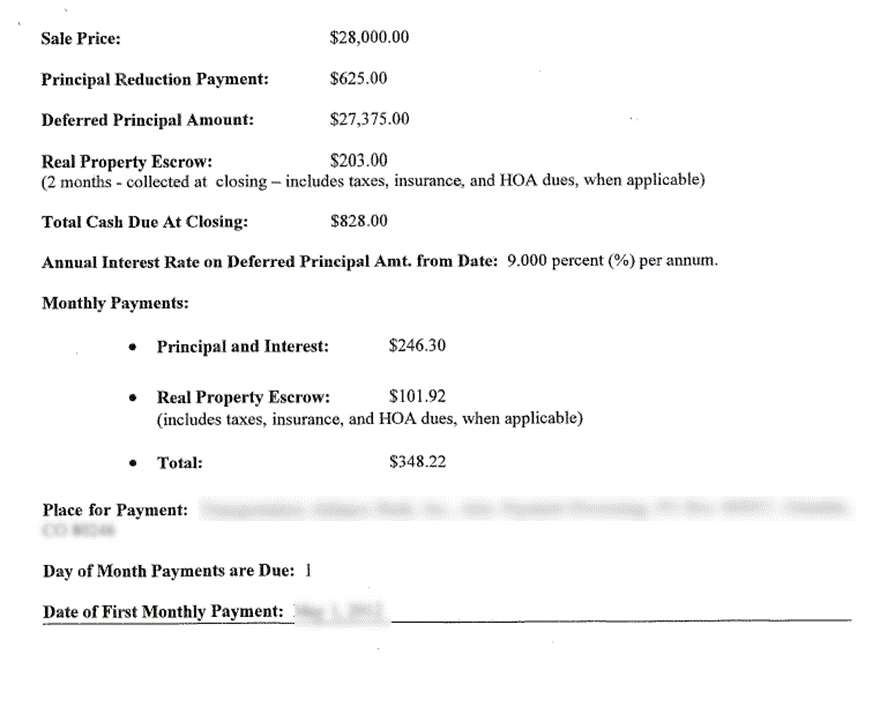 Sale Price: $28,000.00
Principal Reduction Payment: $625.00
Deferred Principal Amount: $27,375.00
Real Property Escrow: $203.00
(2 months - collected at closing – includes taxes, insurance, and HOA dues, when applicable)
Total Cash Due At Closing: $828.00
Annual Interest Rate on Deferred Principal Amt. from Date: 9.000 percent (%) per annum.
Monthly Payments:
• Principal and Interest: $246.30
• Real Property Escrow: $101.92
(includes taxes, insurance, and HOA dues, when applicable)
• Total: $348.22
Place for Payment:
Day of Month Payments are Due: 1
Date of First Monthly Payment: